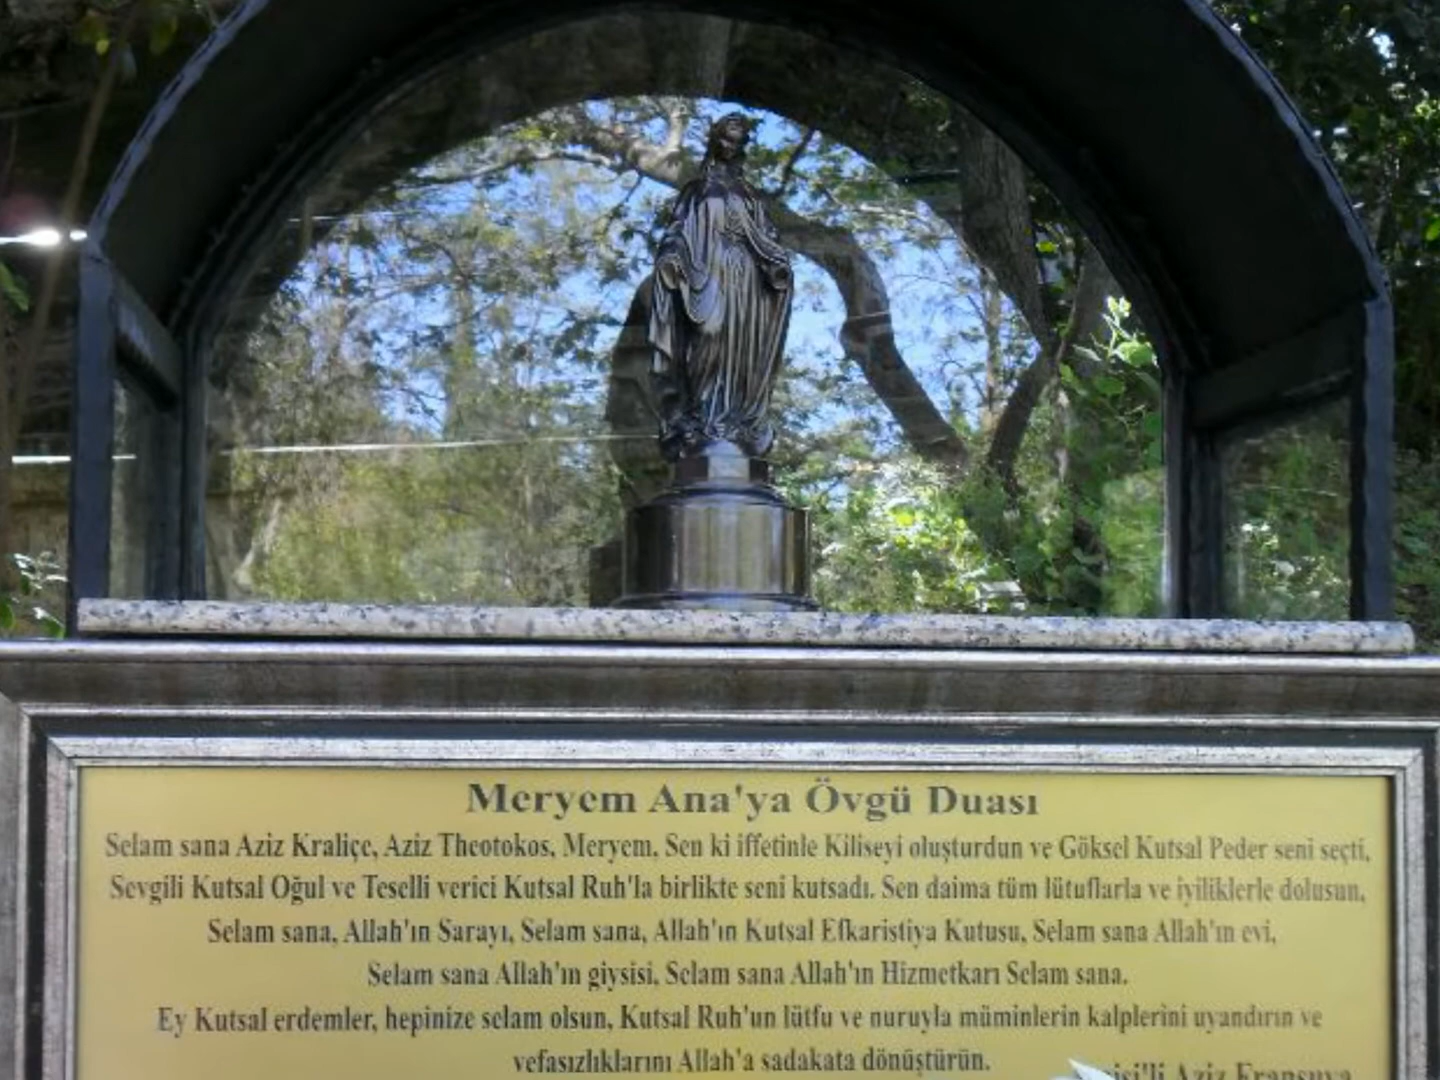 Meryem Ana'ya Övgü Duası
Selam sana Aziz Kraliçe, Aziz Theotokos, Meryem, Sen ki iffetinle Kiliseyi oluşturdun ve Göksel Kutsal Peder seni seçti,
Sevgili Kutsal Oğul ve Teselli verici Kutsal Ruh'la birlikte seni kutsadı. Sen daima tüm lütuflarla ve iyiliklerle dolusun,
Selam sana, Allah'ın Sarayı, Selam sana, Allah'ın Kutsal Efkaristiya Kutusu, Selam sana Allah'ın evi,
Selam sana Allah'ın giysisi, Selam sana Allah'ın Hizmetkarı Selam sana.
Ey Kutsal erdemler, hepinize selam olsun, Kutsal Ruh'un lütfu ve nuruyla müminlerin kalplerini uyandırın ve
vefasızlıklarını Allah'a sadakata dönüştürün.
Aziz Fransuva